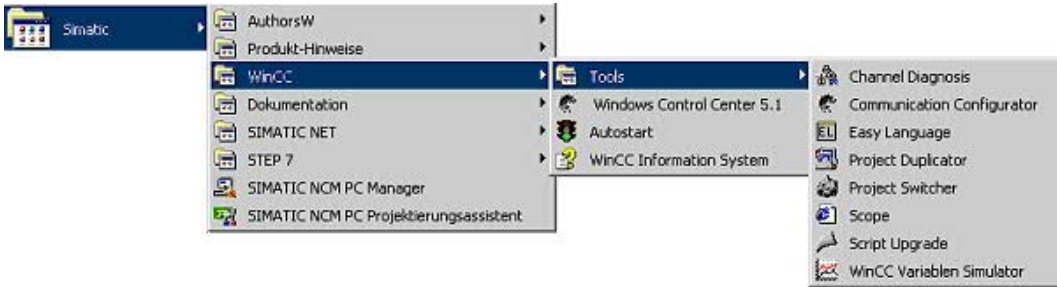 Simatic
AuthorsW
Produkt-Hinweise
WinCC
Dokumentation
SIMATIC NET
STEP 7
SIMATIC NCM PC Manager
SIMATIC NCM PC Projektierungsassistent
Tools
Windows Control Center 5.1
Autostart
WinCC Information System
Channel Diagnosis
Communication Configurator
EL Easy Language
Project Duplicator
Project Switcher
Scope
Script Upgrade
WinCC Variablen Simulator